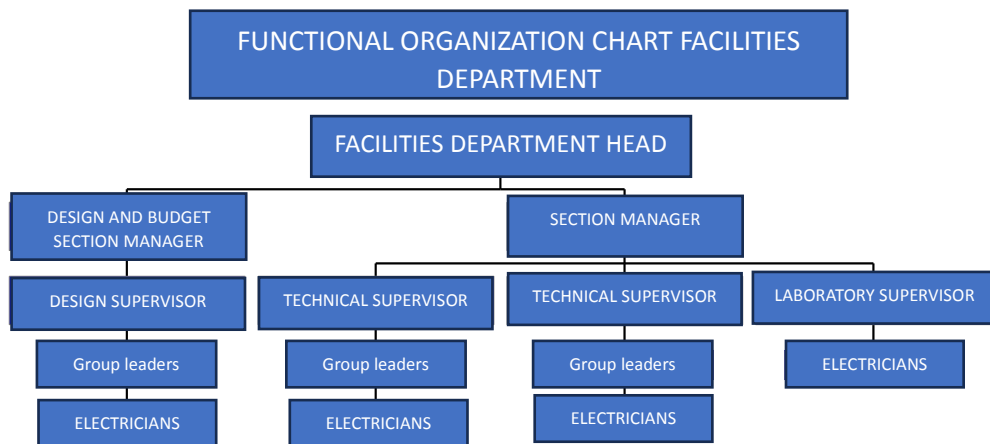 FUNCTIONAL ORGANIZATION CHART FACILITIES
DEPARTMENT
FACILITIES DEPARTMENT HEAD
DESIGN AND BUDGET
SECTION MANAGER
SECTION MANAGER
DESIGN SUPERVISOR
TECHNICAL SUPERVISOR
TECHNICAL SUPERVISOR
LABORATORY SUPERVISOR
Group leaders
Group leaders
Group leaders
ELECTRICIANS
ELECTRICIANS
ELECTRICIANS
ELECTRICIANS